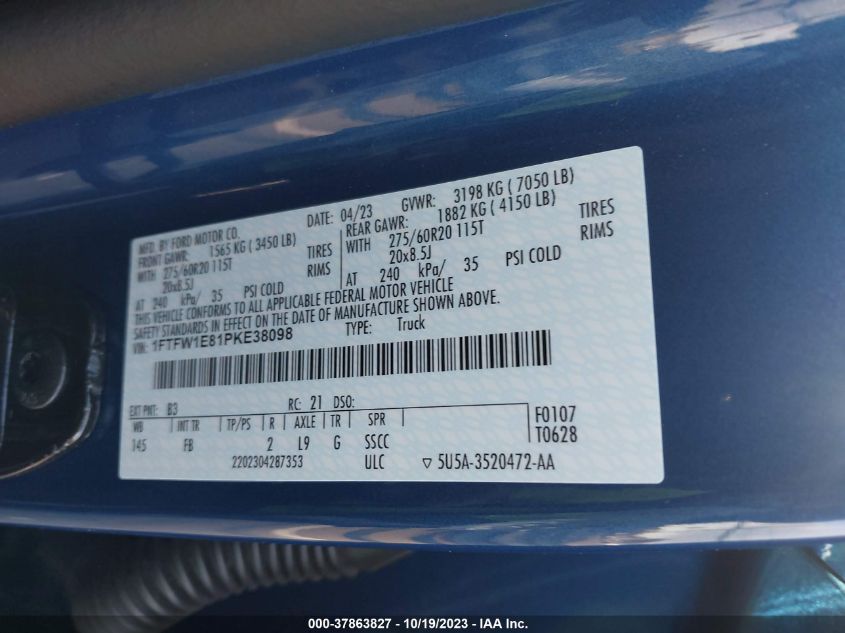 MFD. BY FORD MOTOR CO.
DATE: 04/23 GVWR: 3198 KG ( 7050 LB)
FRONT GAWR: 1565 KG ( 3450 LB)
REAR GAWR: 1882 KG ( 4150 LB)
WITH 275/60R20 115T TIRES
WITH 275/60R20 115T TIRES
20x8.5J RIMS
20x8.5J RIMS
AT 240 kPa/ 35 PSI COLD
AT 240 kPa/ 35 PSI COLD
THIS VEHICLE CONFORMS TO ALL APPLICABLE FEDERAL MOTOR VEHICLE
SAFETY STANDARDS IN EFFECT ON THE DATE OF MANUFACTURE SHOWN ABOVE.
VIN: 1FTFW1E81PKE38098 TYPE: Truck
EXT PNT: B3 RC: 21 DSO: F0107
WB INT TR TP/PS R AXLE TR SPR T0628
145 FB 2 L9 G SSCC
2202304287353 ULC ▽ 5U5A-3520472-AA
000-37863827 - 10/19/2023 - IAA Inc.